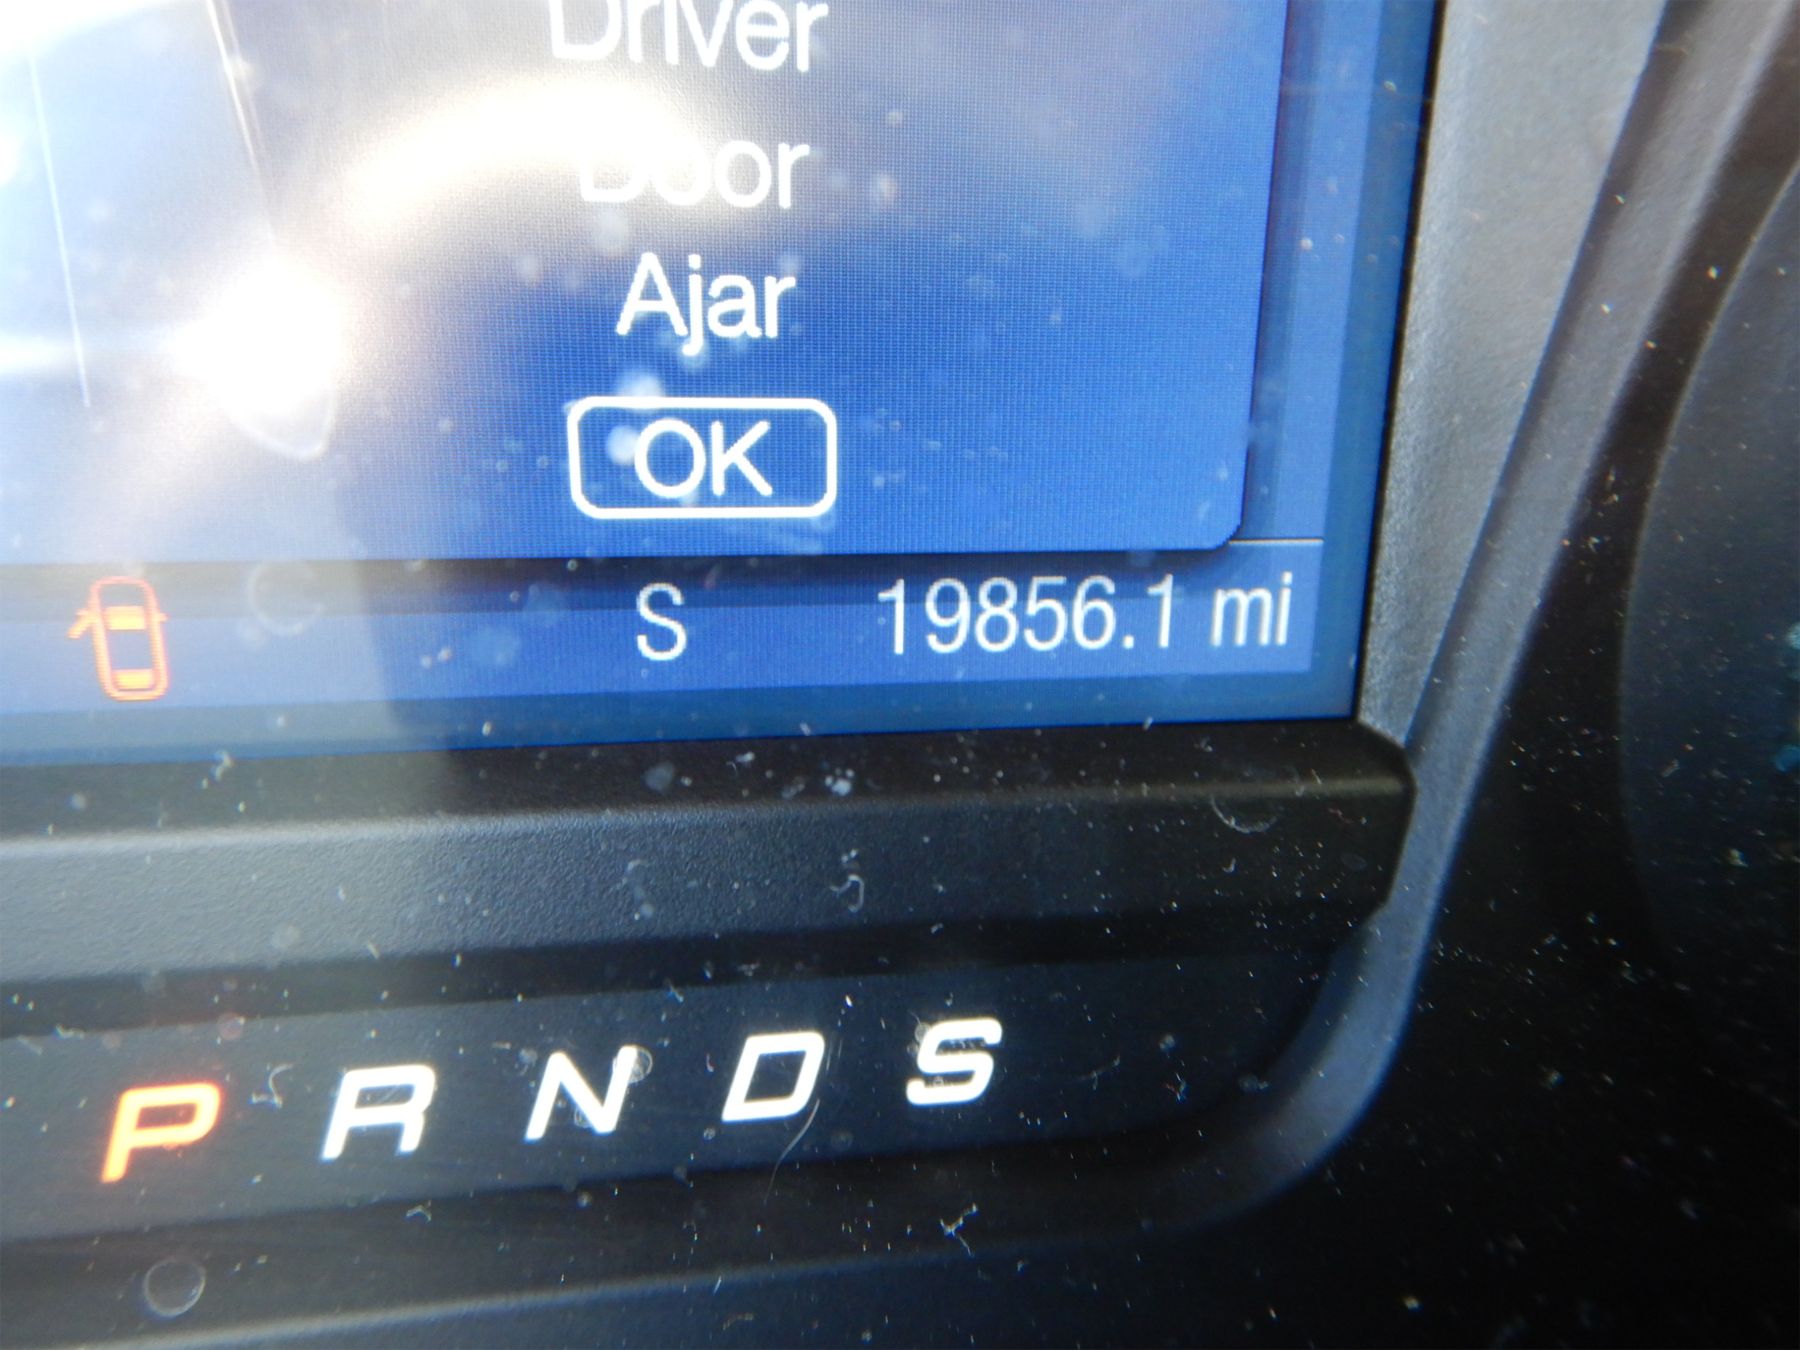 Driver
Door
Ajar
OK
S 19856.1 mi
P R N D S